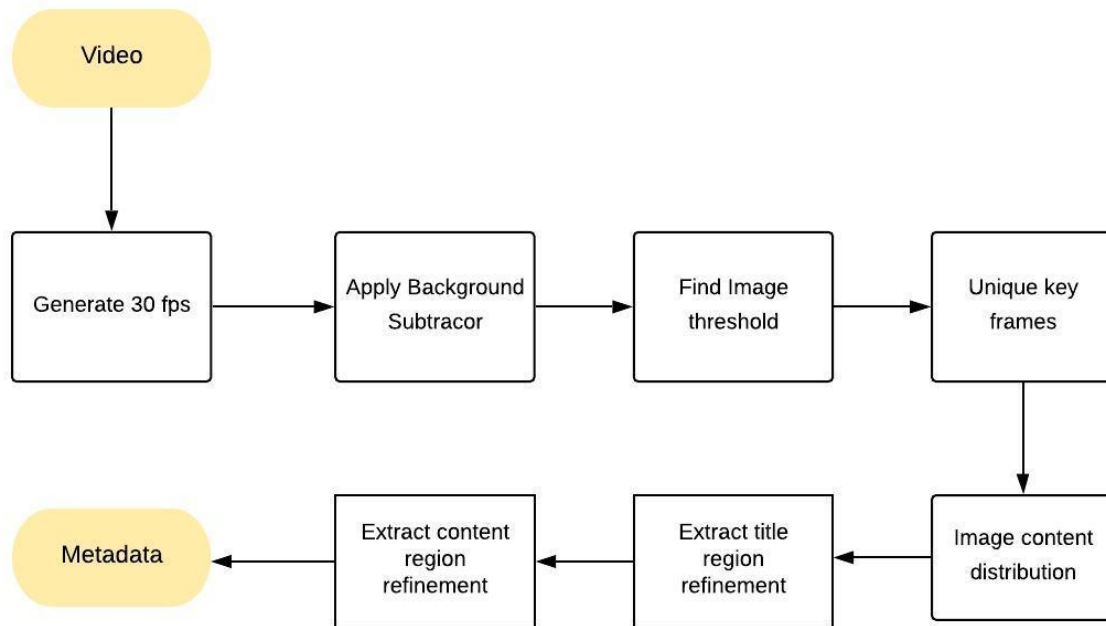 Video
Generate 30 fps
Apply Background
Subtracor
Find Image
threshold
Unique key
frames
Image content
distribution
Extract title
region
refinement
Extract content
region
refinement
Metadata